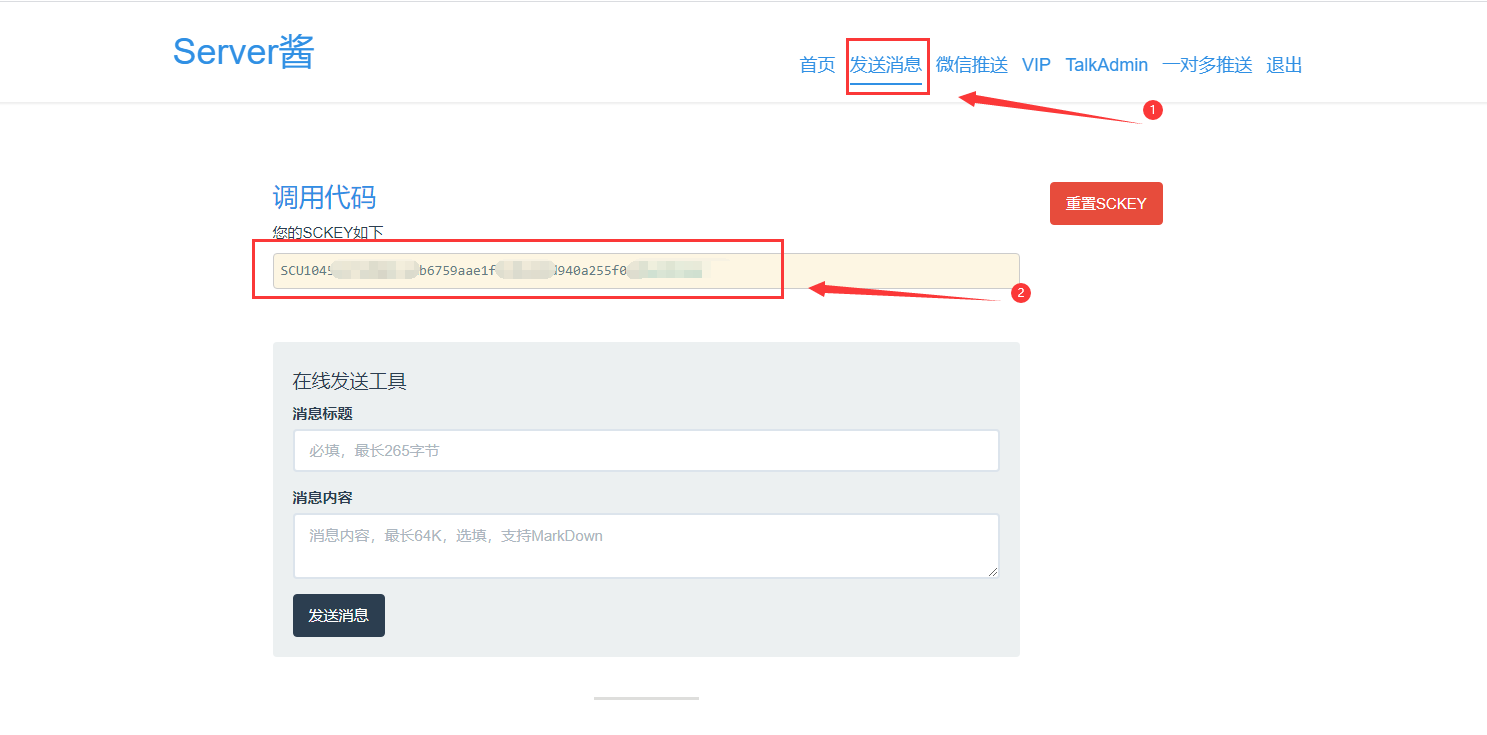 Server酱
首页 发送消息 微信推送 VIP TalkAdmin 一对多推送 退出
1
调用代码
重置SCKEY
您的SCKEY如下
SCU104 b6759aae1f 940a255f0
2
在线发送工具
消息标题
必填，最长265字节
消息内容
消息内容，最长64K，选填，支持MarkDown
发送消息